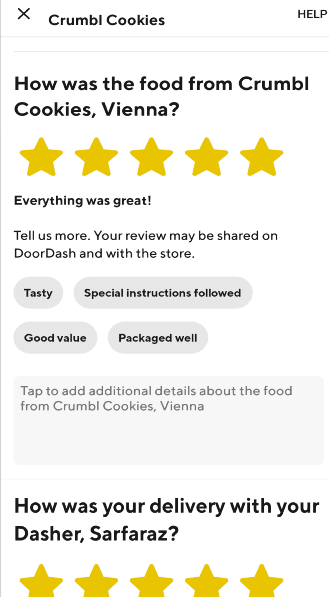 Crumbl Cookies
HELP
How was the food from Crumbl
Cookies, Vienna?
Everything was great!
Tell us more. Your review may be shared on
DoorDash and with the store.
Tasty
Special instructions followed
Good value
Packaged well
Tap to add additional details about the food
from Crumbl Cookies, Vienna
How was your delivery with your
Dasher, Sarfaraz?